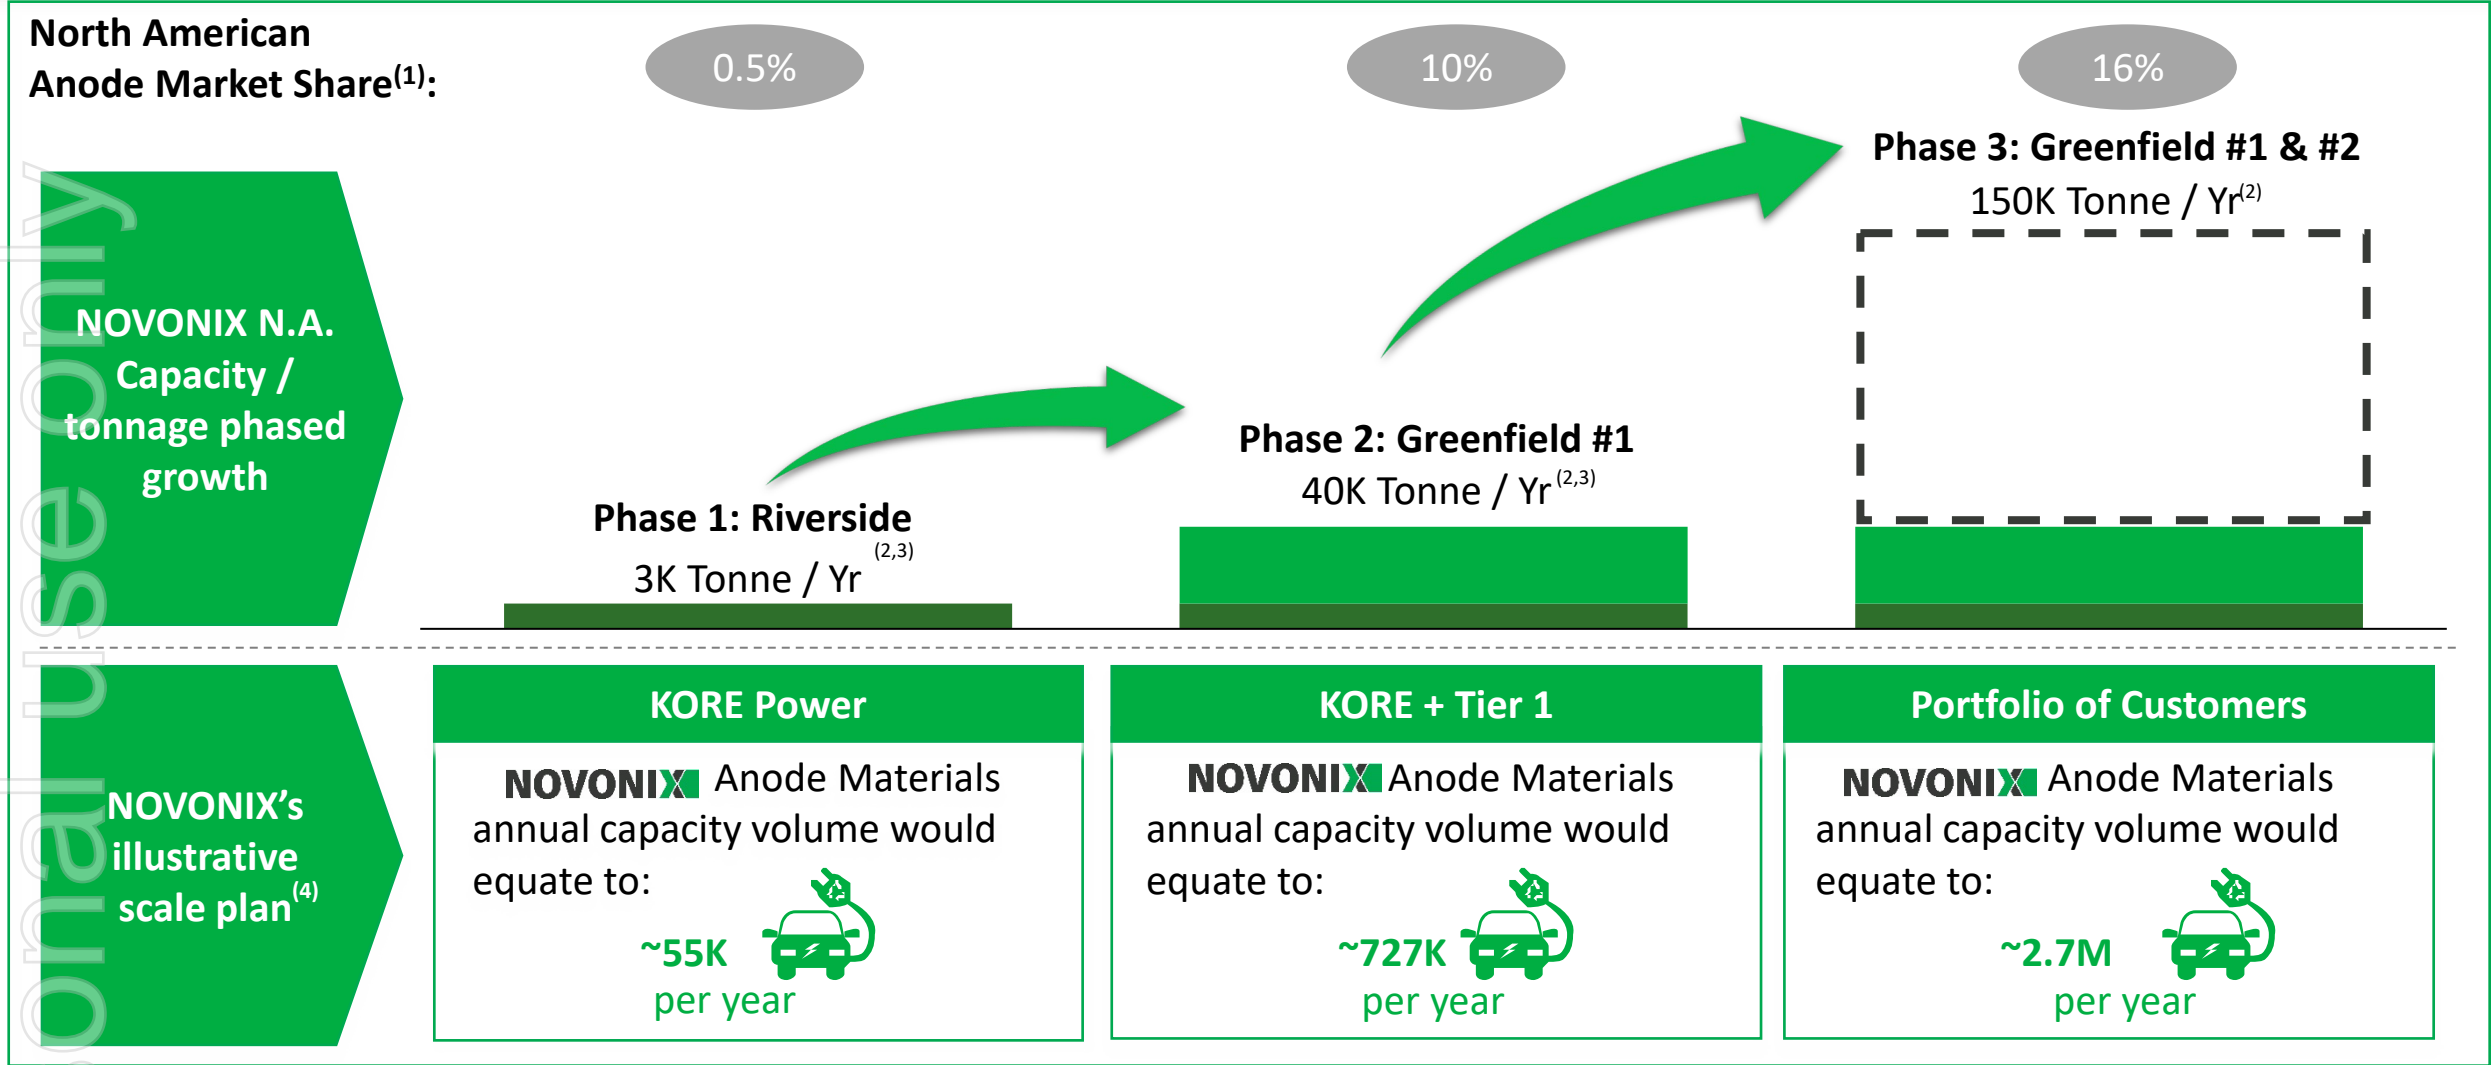 North American
Anode Market Share(1):
0.5%
10%
16%
NOVONIX N.A.
Capacity /
tonnage phased
growth
Phase 1: Riverside
3K Tonne / Yr (2,3)
Phase 2: Greenfield #1
40K Tonne / Yr (2,3)
Phase 3: Greenfield #1 & #2
150K Tonne / Yr(2)
NOVONIX's
illustrative
scale plan(4)
KORE Power
NOVONIX Anode Materials
annual capacity volume would
equate to:
~55K
per year
KORE + Tier 1
NOVONIX Anode Materials
annual capacity volume would
equate to:
~727K
per year
Portfolio of Customers
NOVONIX Anode Materials
annual capacity volume would
equate to:
~2.7M
per year
onal use only